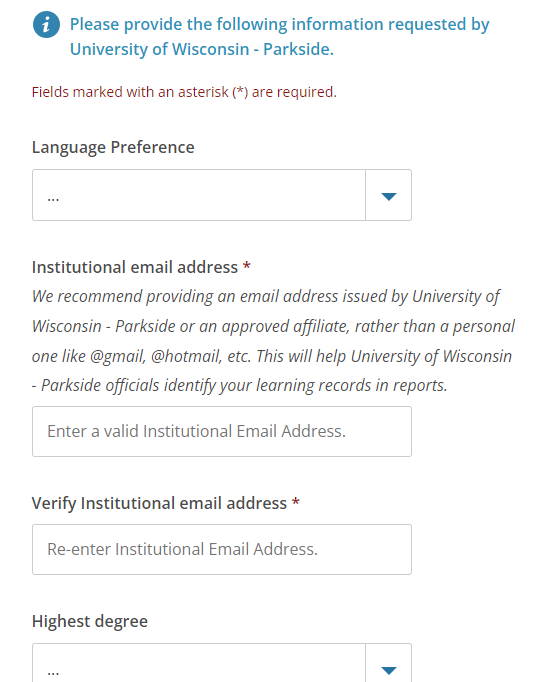 Please provide the following information requested by
University of Wisconsin - Parkside.
Fields marked with an asterisk (*) are required.
Language Preference
...
Institutional email address *
We recommend providing an email address issued by University of
Wisconsin - Parkside or an approved affiliate, rather than a personal
one like @gmail, @hotmail, etc. This will help University of Wisconsin
- Parkside officials identify your learning records in reports.
Enter a valid Institutional Email Address.
Verify Institutional email address *
Re-enter Institutional Email Address.
Highest degree
...